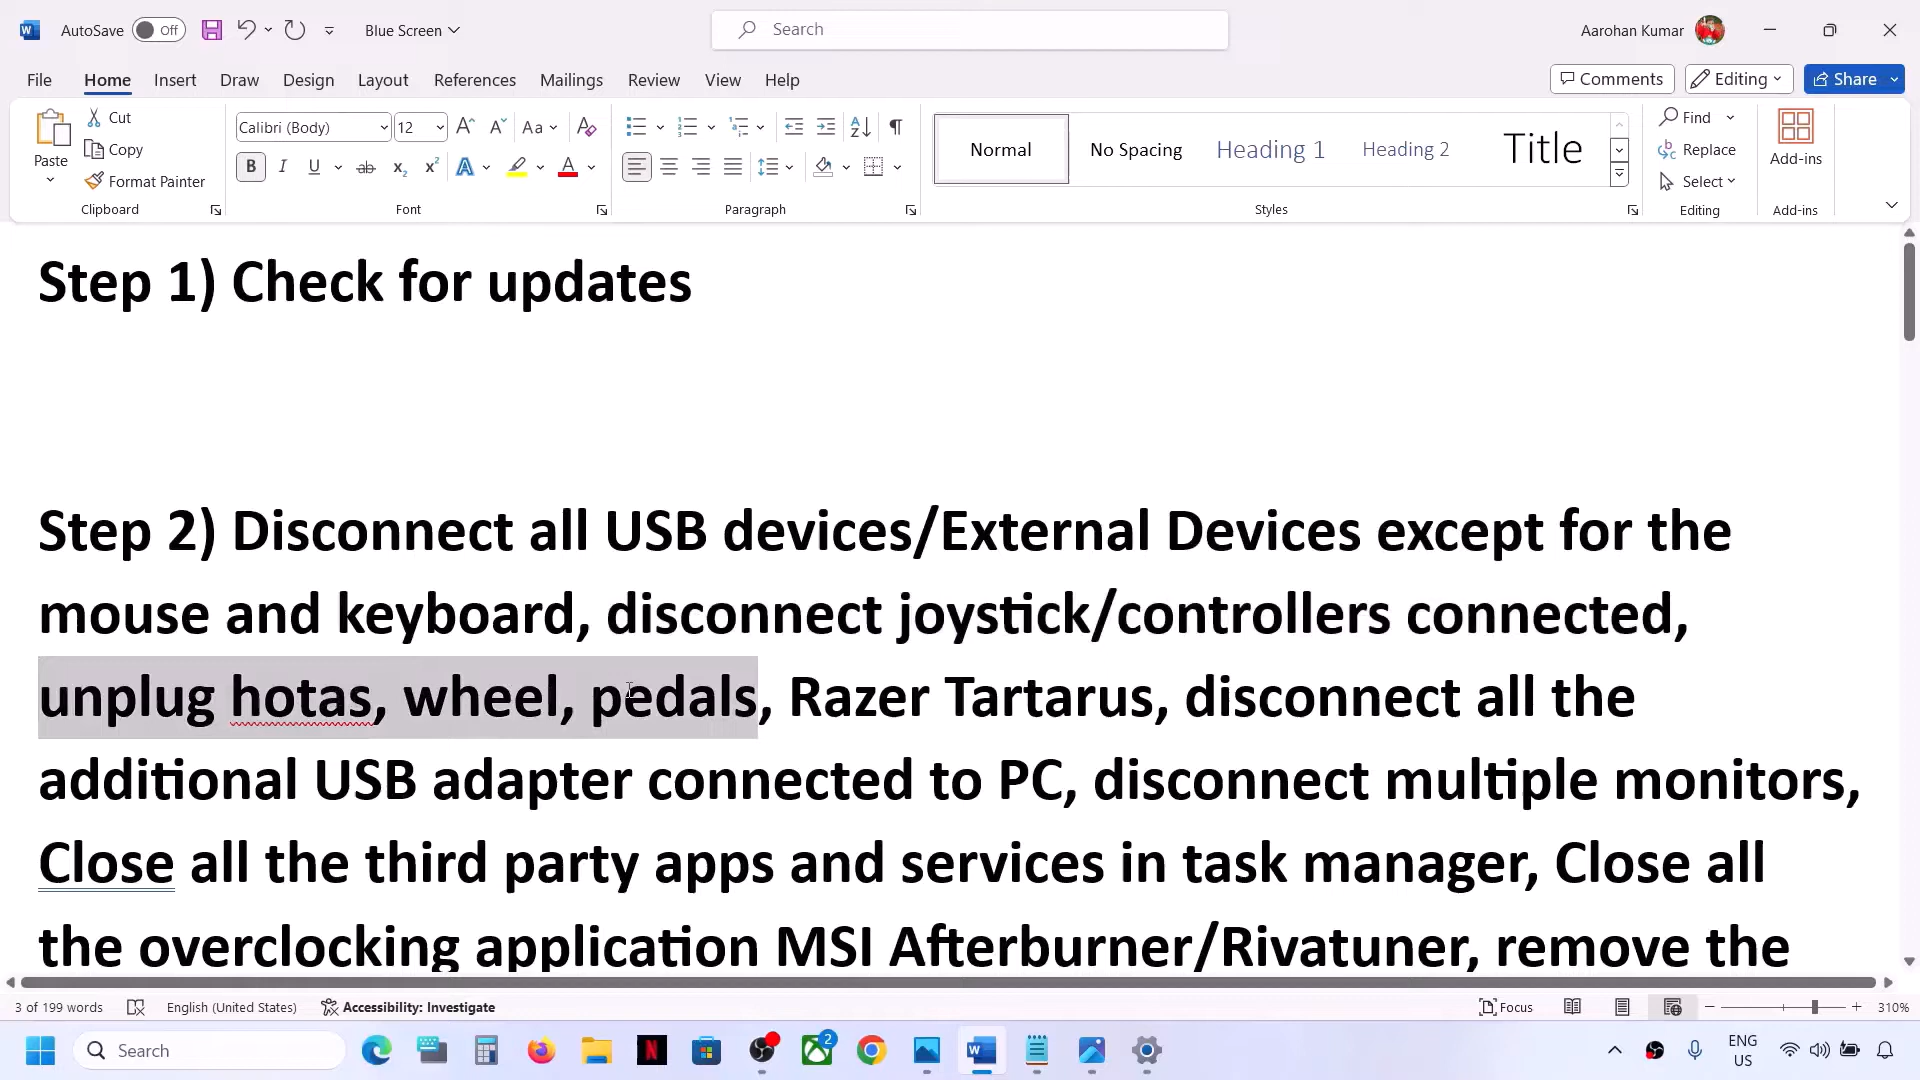 AutoSave Off Blue Screen Search Aarohan Kumar
File Home Insert Draw Design Layout References Mailings Review View Help Comments Editing Share
Paste Cut Copy Format Painter Clipboard
Calibri (Body) 12 Aa
B I U ab x₂ x² A A
Font
Paragraph
Normal No Spacing Heading 1 Heading 2 Title
Styles
Find
Replace
Select
Editing
Add-ins
Add-ins
Step 1) Check for updates
Step 2) Disconnect all USB devices/External Devices except for the
mouse and keyboard, disconnect joystick/controllers connected,
unplug hotas, wheel, pedals, Razer Tartarus, disconnect all the
additional USB adapter connected to PC, disconnect multiple monitors,
Close all the third party apps and services in task manager, Close all
the overclocking application MSI Afterburner/Rivatuner, remove the
3 of 199 words English (United States) Accessibility: Investigate Focus 310%
Search 2 ENG
US